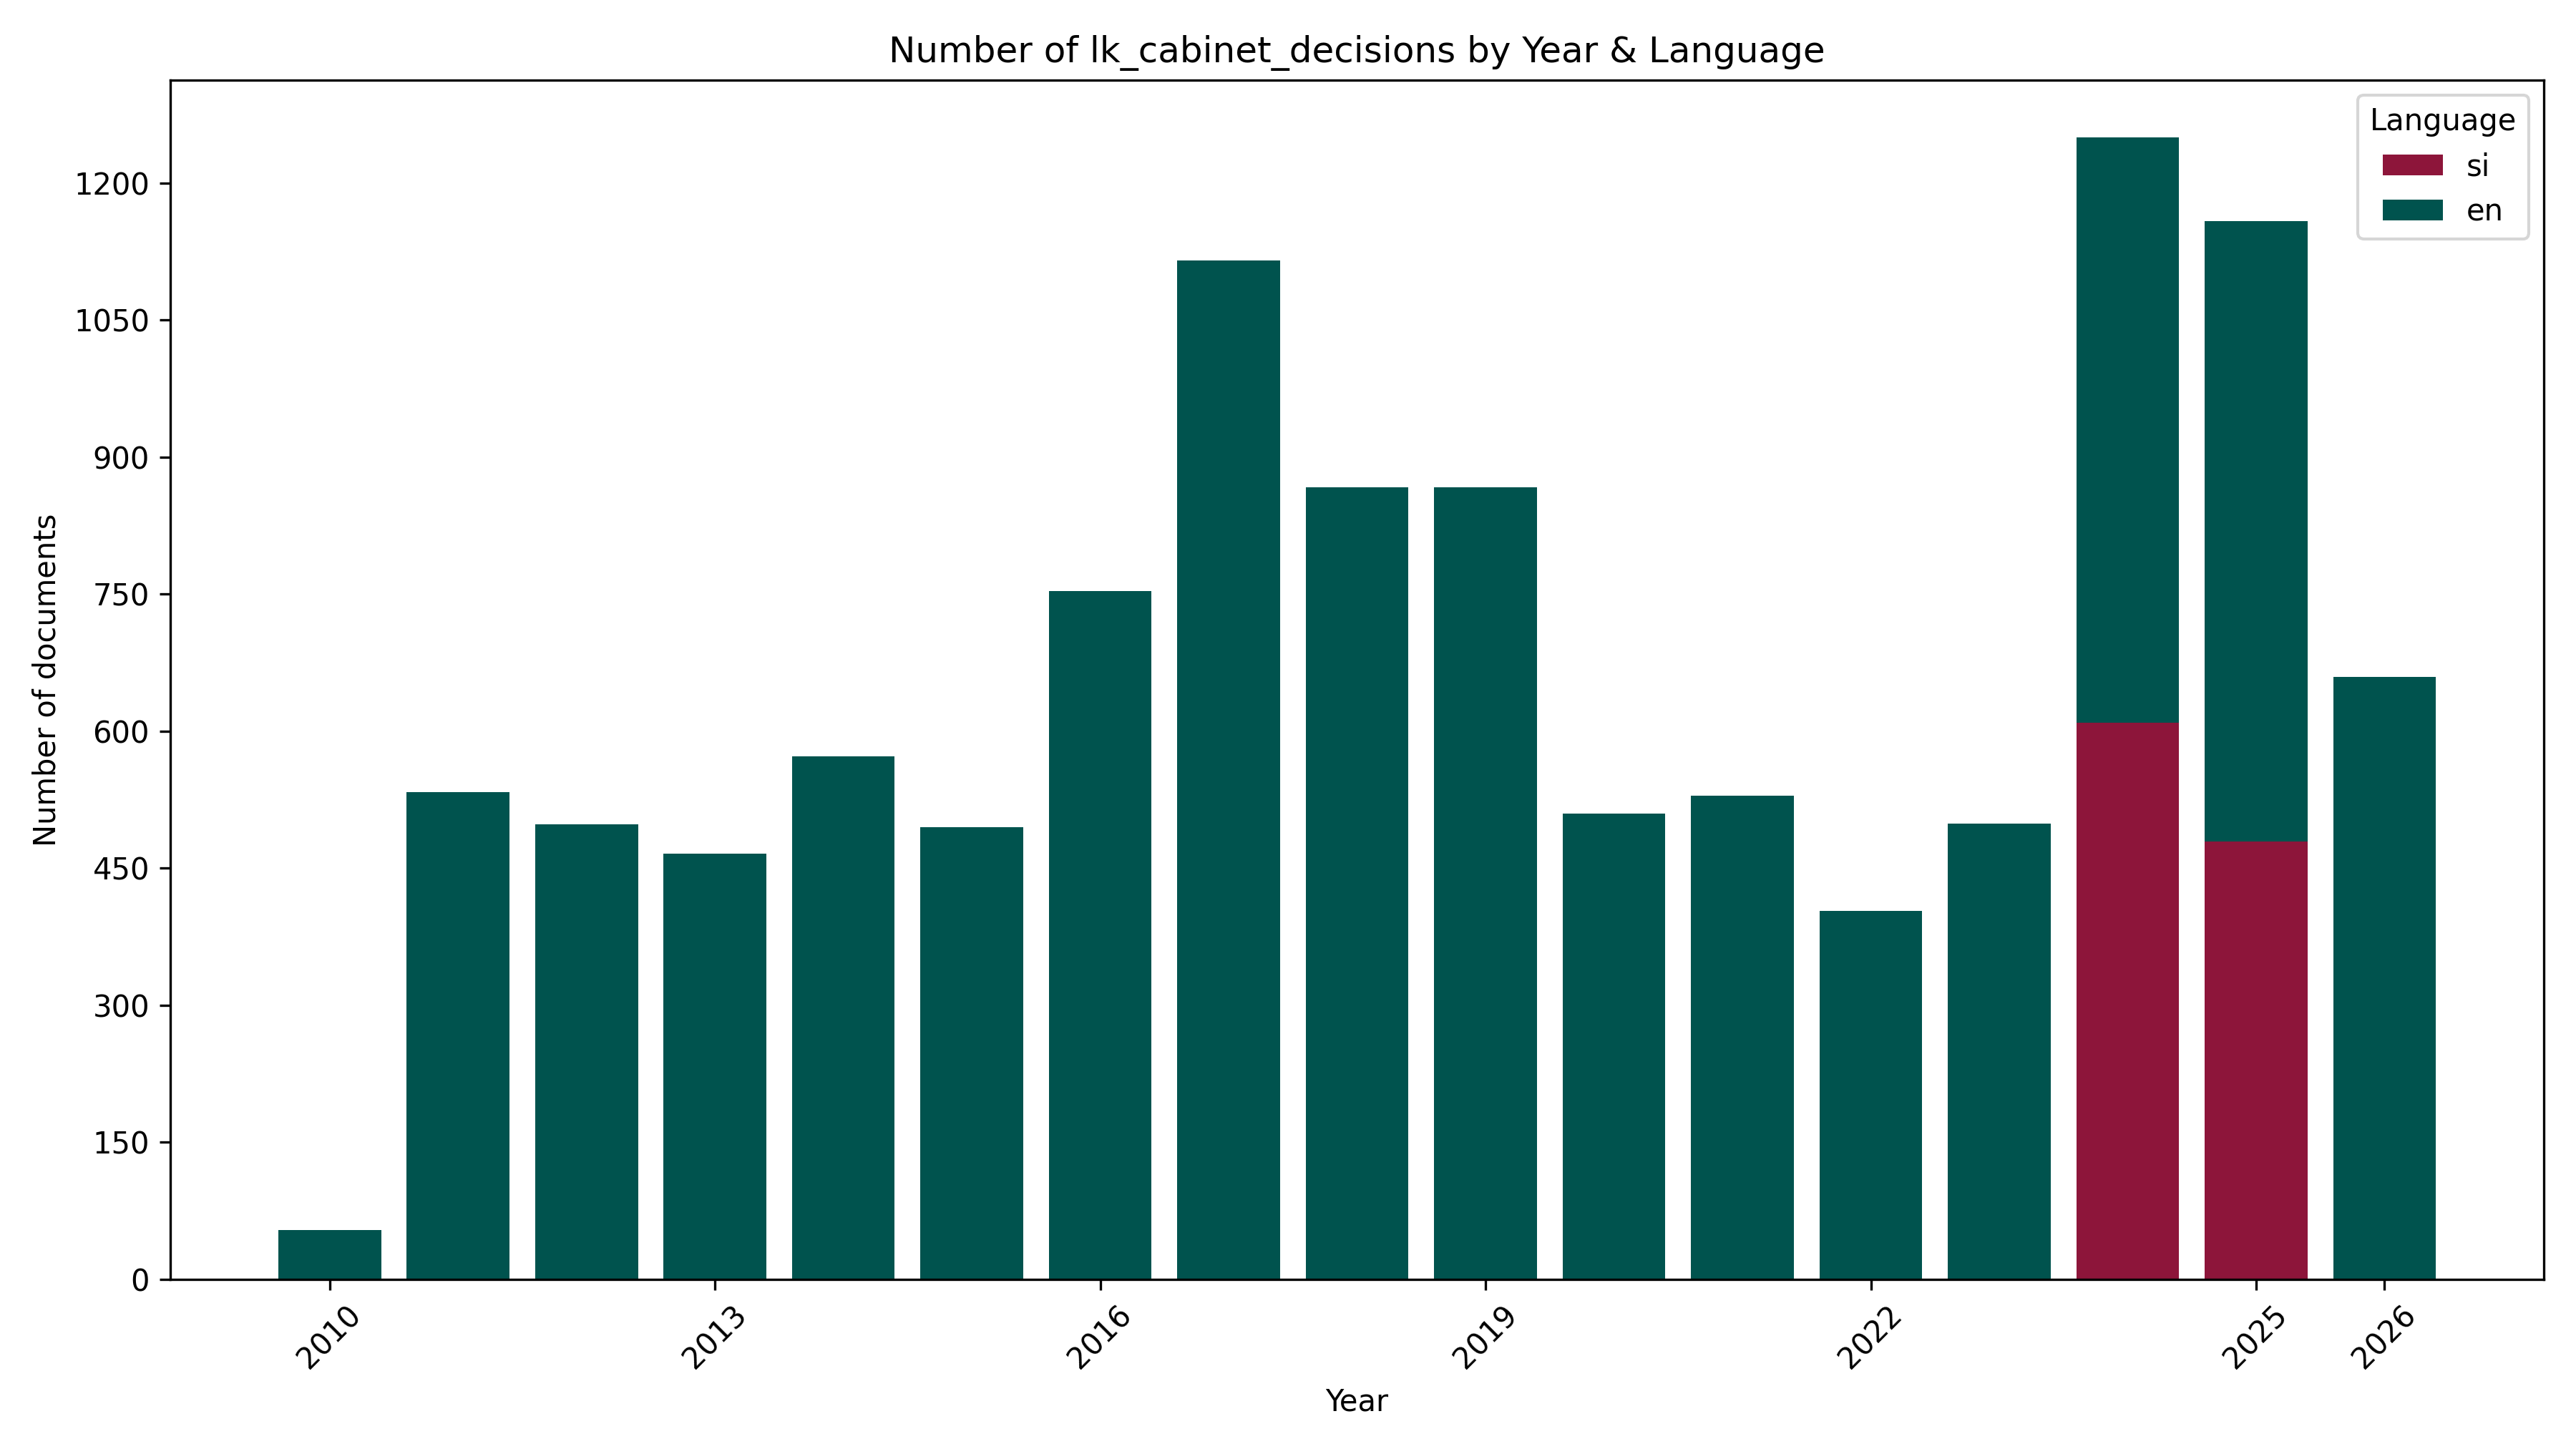 Number of lk_cabinet_decisions by Year & Language
Language
si
en
1200
1050
900
750
600
450
300
150
0
Number of documents
2010
2013
2016
2019
2022
2025
2026
Year